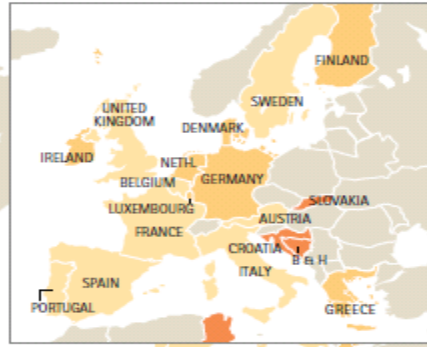 FINLAND
UNITED
KINGDOM
SWEDEN
DENMARK
IRELAND
NETH.
BELGIUM
GERMANY
LUXEMBOURG
SLOVAKIA
AUSTRIA
FRANCE
CROATIA
B & H
ITALY
SPAIN
PORTUGAL
GREECE